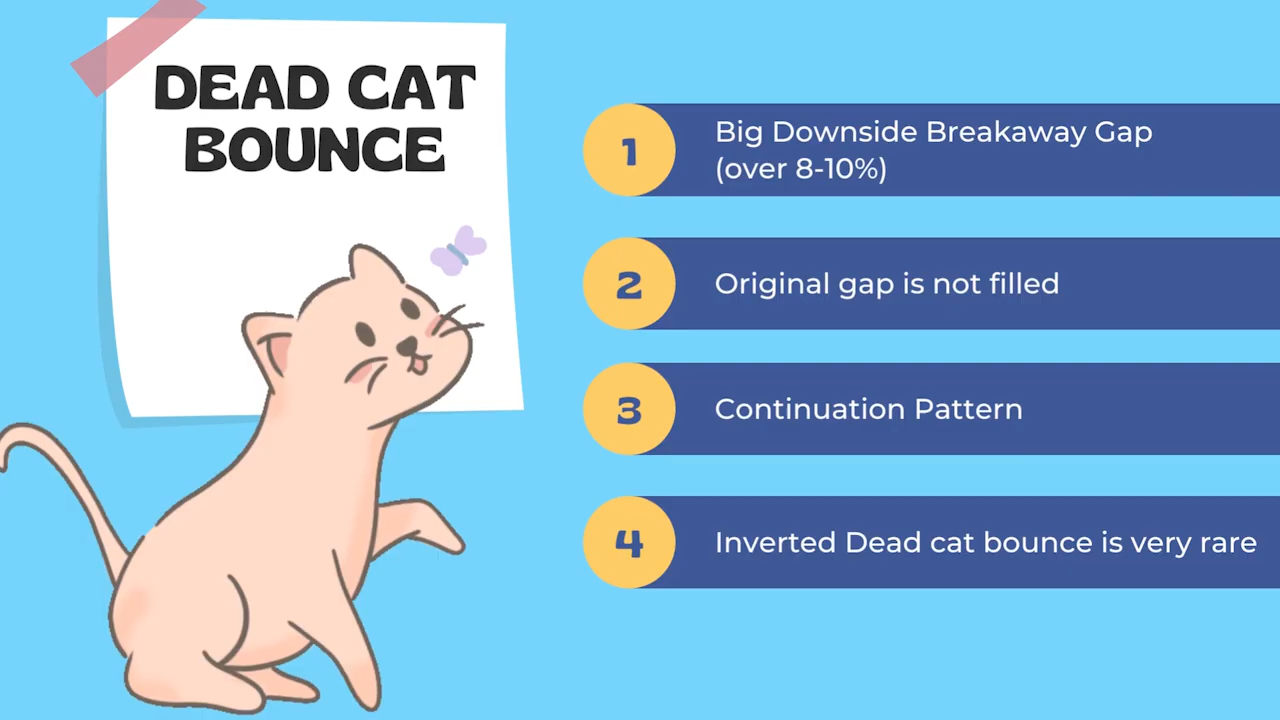 DEAD CAT
BOUNCE
1
Big Downside Breakaway Gap
(over 8-10%)
2
Original gap is not filled
3
Continuation Pattern
4
Inverted Dead cat bounce is very rare